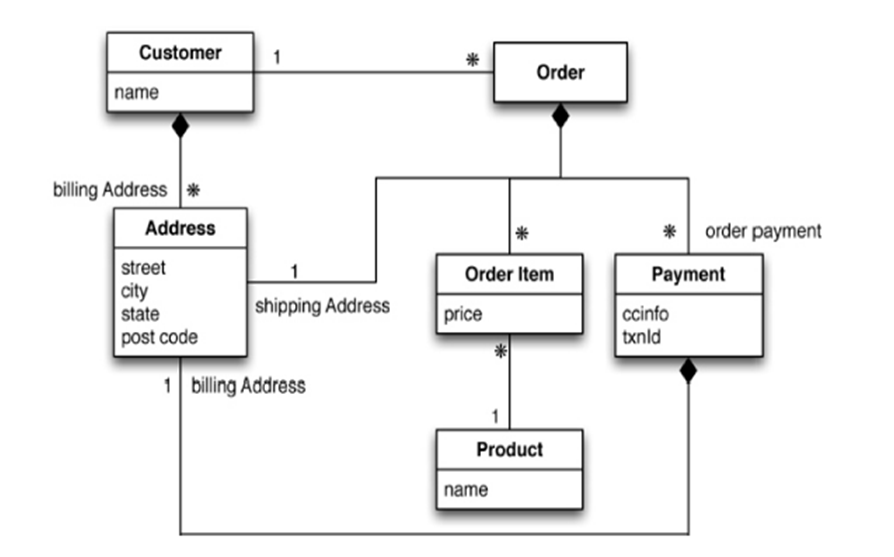 Customer
name
1
*
Order
billing Address
*
Address
street
city
state
post code
1
shipping Address
*
Order Item
price
*
order payment
Payment
ccinfo
txnId
*
1
billing Address
1
Product
name